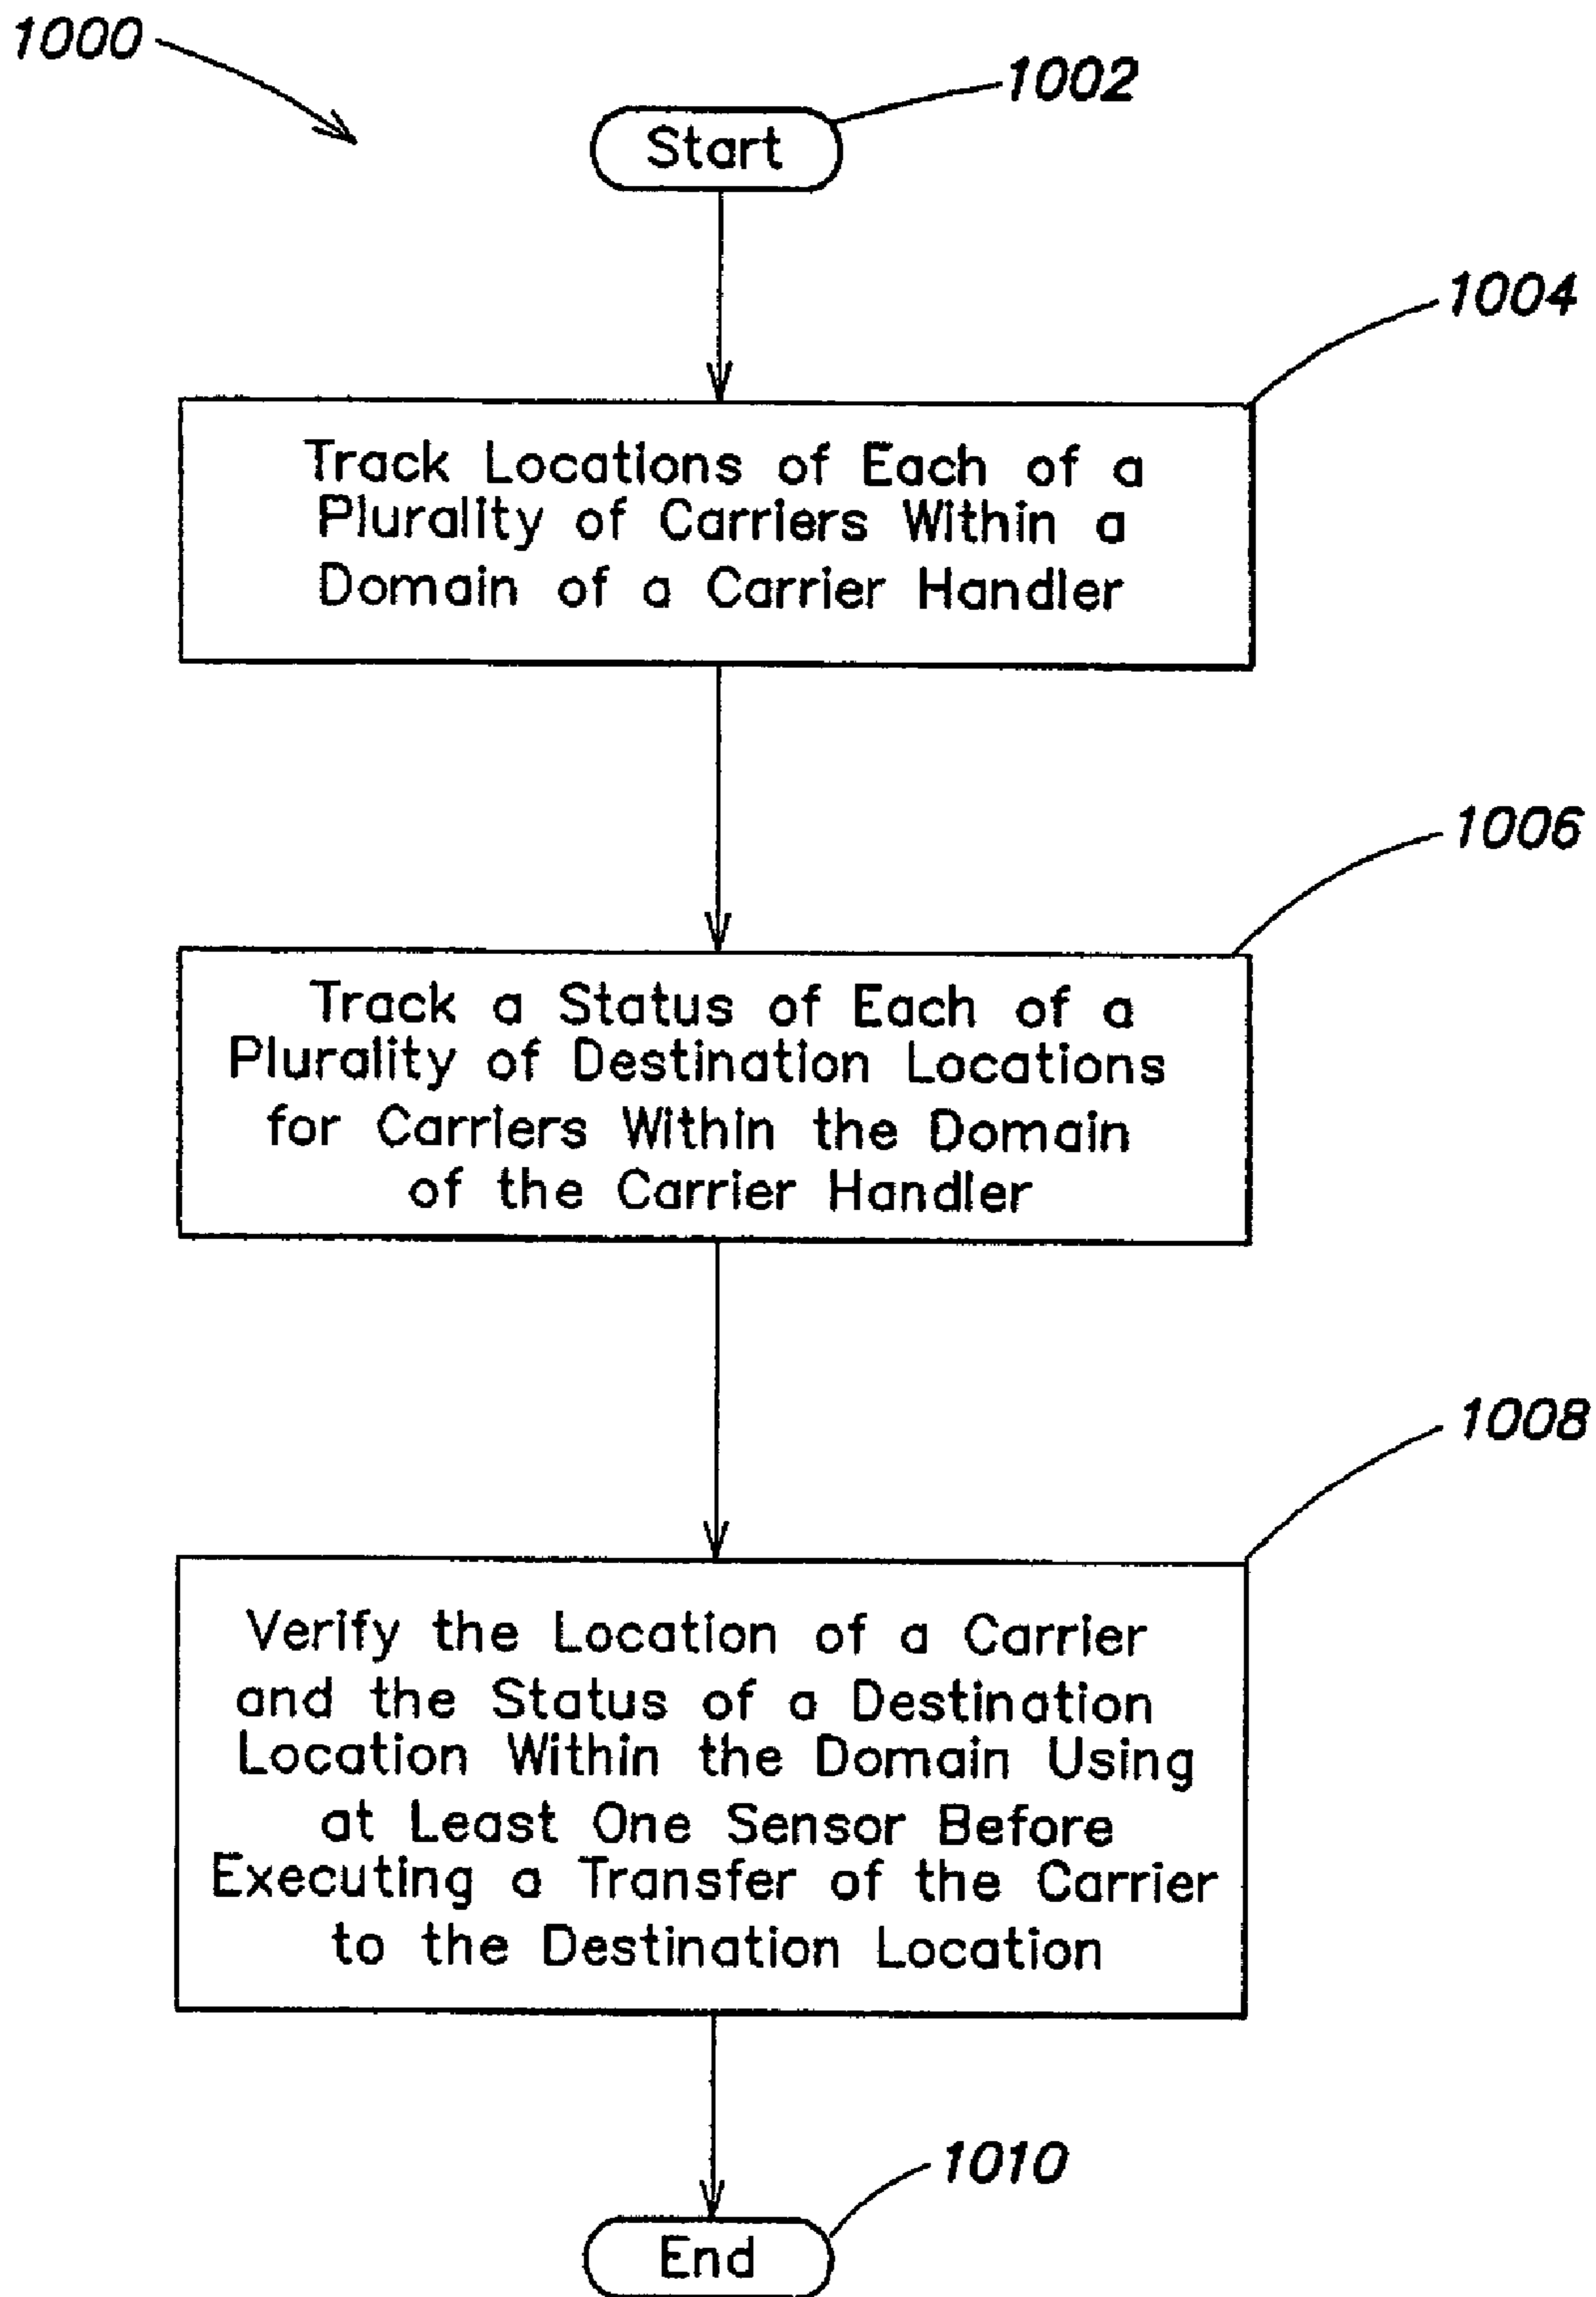 1000
1002
Start
1004
Track Locations of Each of a
Plurality of Carriers Within a
Domain of a Carrier Handler
1006
Track a Status of Each of a
Plurality of Destination Locations
for Carriers Within the Domain
of the Carrier Handler
1008
Verify the Location of a Carrier
and the Status of a Destination
Location Within the Domain Using
at Least One Sensor Before
Executing a Transfer of the Carrier
to the Destination Location
1010
End